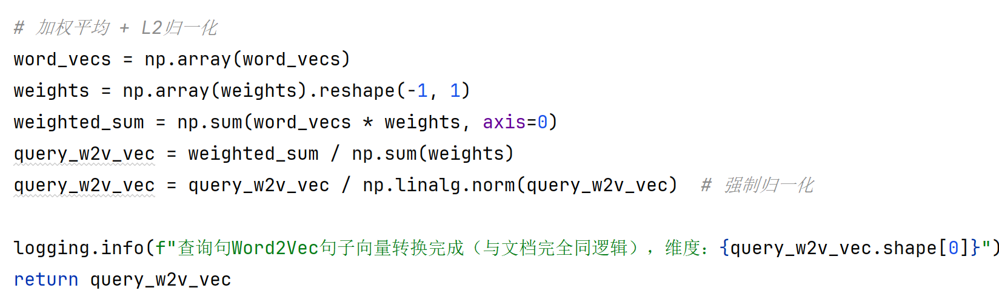 # 加权平均 + L2归一化
word_vecs = np.array(word_vecs)
weights = np.array(weights).reshape(-1, 1)
weighted_sum = np.sum(word_vecs * weights, axis=0)
query_w2v_vec = weighted_sum / np.sum(weights)
query_w2v_vec = query_w2v_vec / np.linalg.norm(query_w2v_vec)  # 强制归一化
logging.info(f"查询句Word2Vec句子向量转换完成（与文档完全同逻辑），维度：{query_w2v_vec.shape[0]}")
return query_w2v_vec